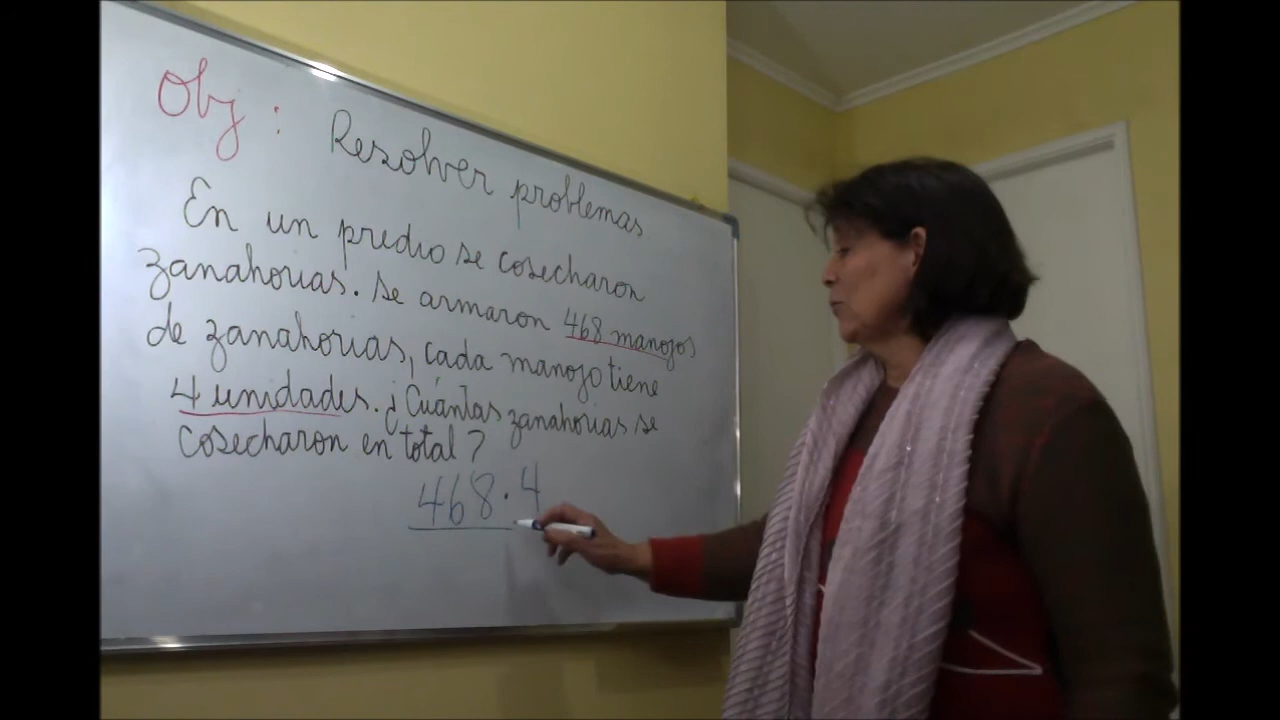 Obj: Resolver problemas
En un predio se cosecharon
zanahorias. se armaron 468 manojos
de zanahorias, cada manojo tiene
4 unidades. ¿Cuántas zanahorias se
cosecharon en total?
468·4